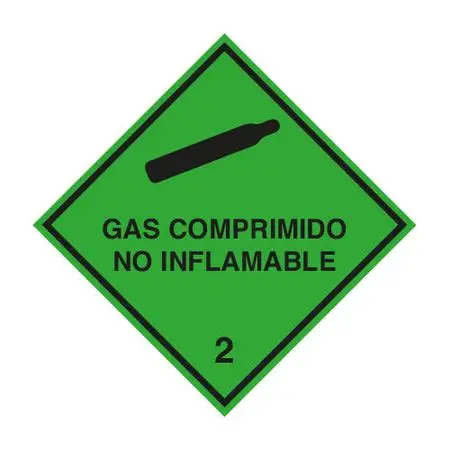 GAS COMPRIMIDO
NO INFLAMABLE
2